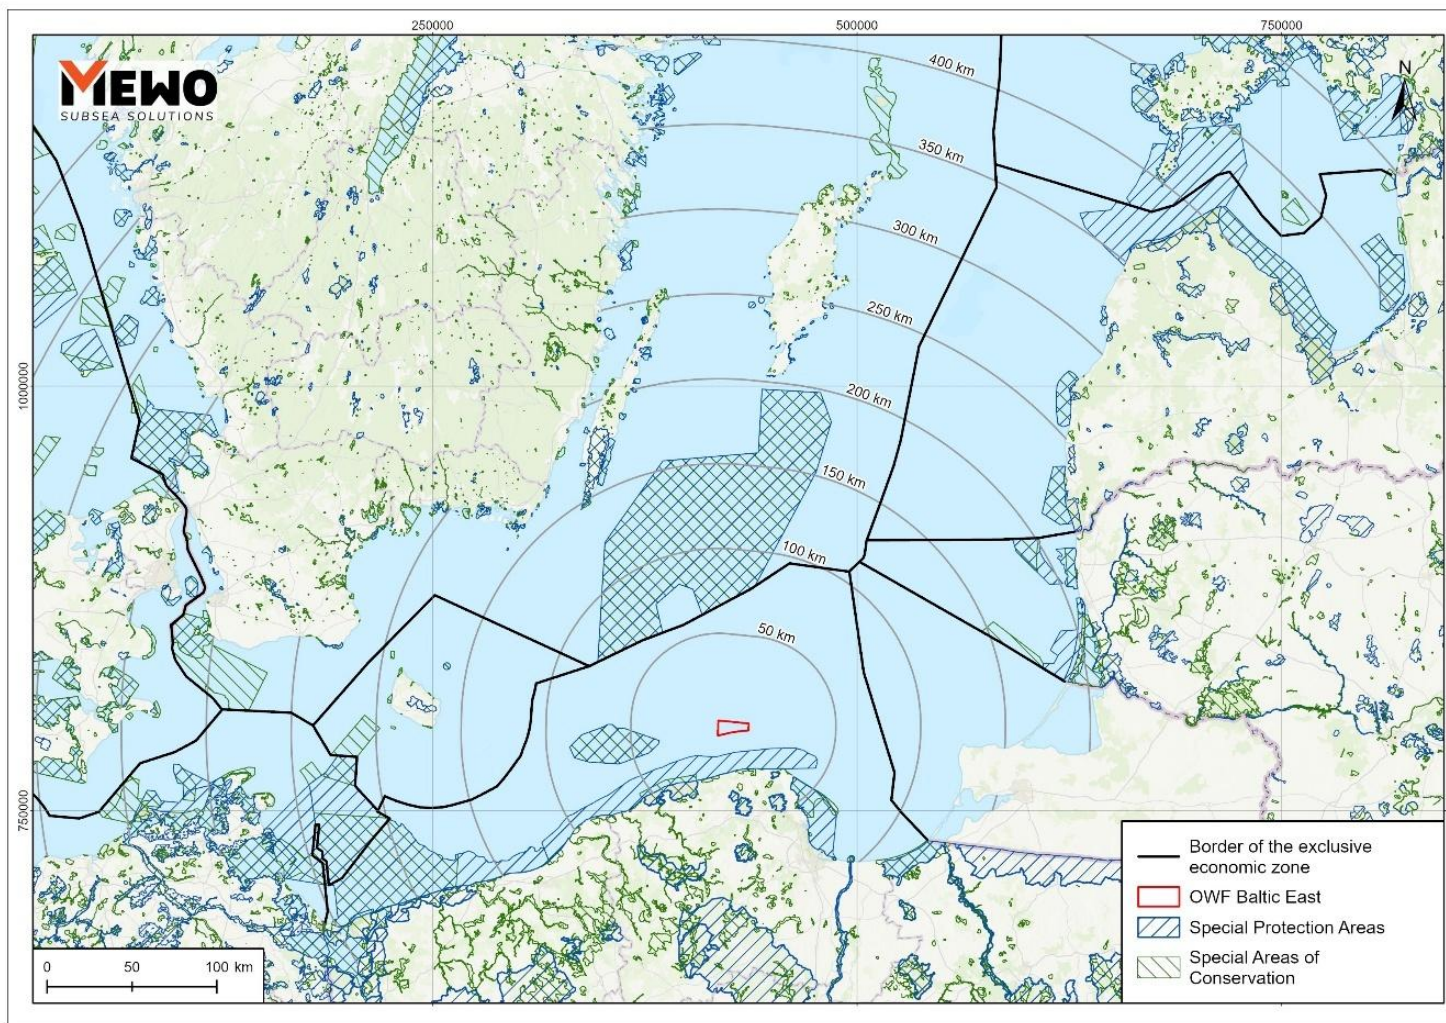 250000
500000
750000
MEWO
SUBSEA SOLUTIONS
N
400 km
350 km
300 km
250 km
1000000
200 km
150 km
100 km
50 km
750000
Border of the exclusive
economic zone
OWF Baltic East
Special Protection Areas
Special Areas of
Conservation
0 50 100 km